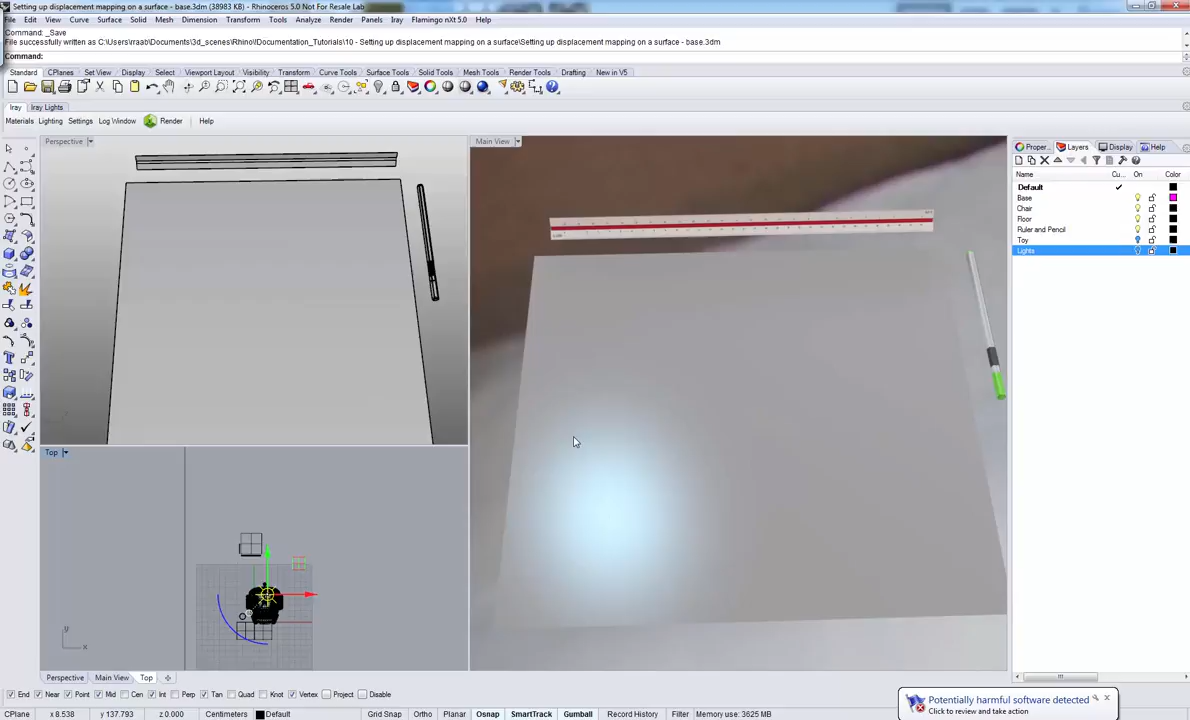 Setting up displacement mapping on a surface - base.3dm (38983 KB) - Rhinoceros 5.0 Not For Resale Lab
File Edit View Curve Surface Solid Mesh Dimension Transform Tools Analyze Render Panels Iray Flamingo nXt 5.0 Help
Command: _Save
File successfully written as C:\Users\rraab\Documents\3d_scenes\Rhino\!Documentation_Tutorials\10 - Setting up displacement mapping on a surface\Setting up displacement mapping on a surface - base.3dm
Command:
Standard CPlanes Set View Display Select Viewport Layout Visibility Transform Curve Tools Surface Tools Solid Tools Mesh Tools Render Tools Drafting New in V5
Iray Iray Lights
Materials Lighting Settings Log Window Render Help
Perspective
Main View
Proper... Layers Display Help
Name Cu... On Color
Default
Base
Chair
Floor
Ruler and Pencil
Toy
Lights
Top
y
x
Perspective Main View Top
End Near Point Mid Cen Int Perp Tan Quad Knot Vertex Project Disable
Potentially harmful software detected
Click to review and take action
CPlane x 8.538 y 137.793 z 0.000 Centimeters Default Grid Snap Ortho Planar Osnap SmartTrack Gumball Record History Filter Memory use: 3625 MB